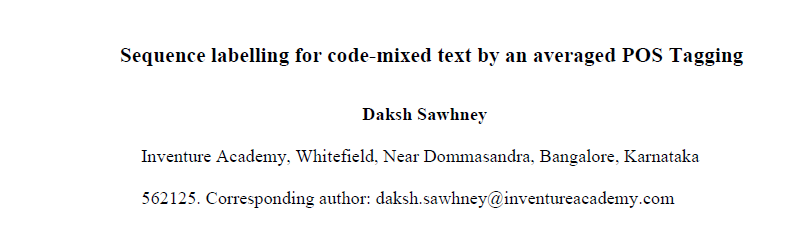 Sequence labelling for code-mixed text by an averaged POS Tagging
Daksh Sawhney
Inventure Academy, Whitefield, Near Dommasandra, Bangalore, Karnataka
562125. Corresponding author: daksh.sawhney@inventureacademy.com